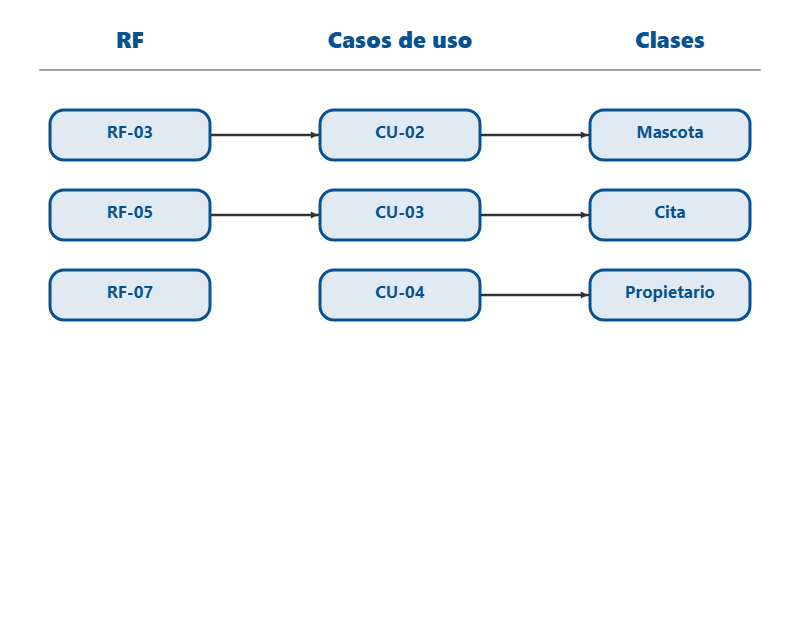 RF
Casos de uso
Clases
RF-03
CU-02
Mascota
RF-05
CU-03
Cita
RF-07
CU-04
Propietario